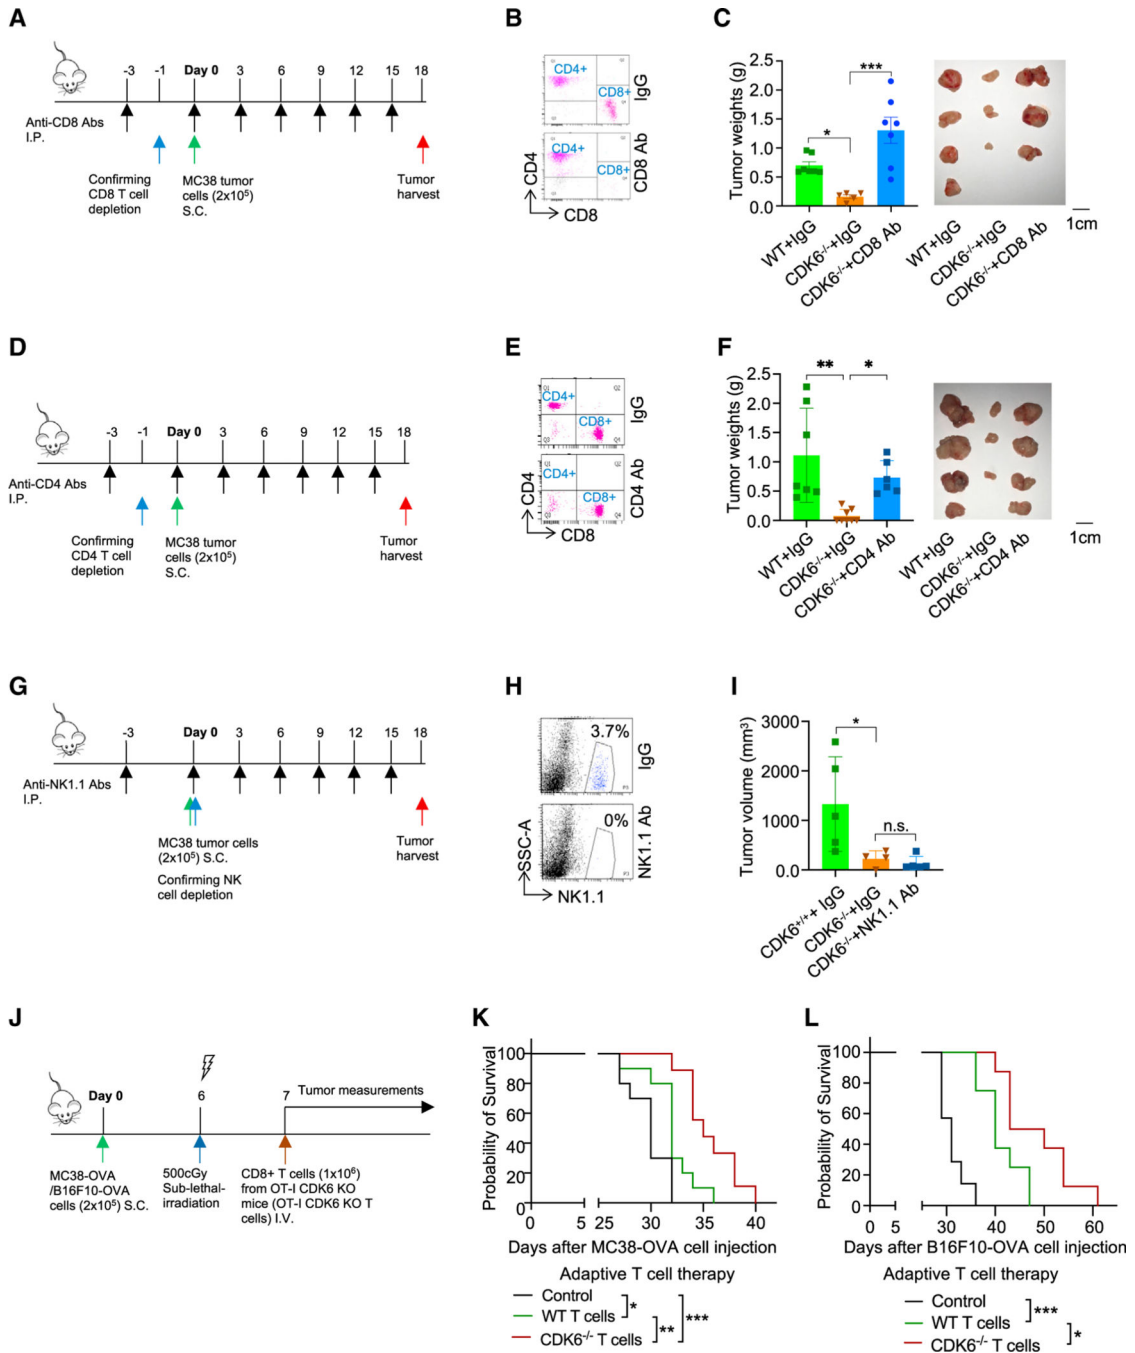 A
-3 -1 Day 0 3 6 9 12 15 18
Anti-CD8 Abs
I.P.
Confirming
CD8 T cell
depletion
MC38 tumor
cells (2x10⁵)
S.C.
Tumor
harvest
B
CD4+
CD8+
IgG
CD4+
CD8+
CD8 Ab
CD4
CD8
C
Tumor weights (g)
2.5
2.0
1.5
1.0
0.5
0.0
*
***
WT+IgG
CDK6⁻/⁻+IgG
CDK6⁻/⁻+CD8 Ab
WT+IgG
CDK6⁻/⁻+IgG
CDK6⁻/⁻+CD8 Ab
1cm
D
-3 -1 Day 0 3 6 9 12 15 18
Anti-CD4 Abs
I.P.
Confirming
CD4 T cell
depletion
MC38 tumor
cells (2x10⁵)
S.C.
Tumor
harvest
E
Q1 Q2
CD4+
CD8+
Q3 Q4
IgG
Q1 Q2
CD4+
CD8+
Q3 Q4
CD4 Ab
CD4
CD8
F
Tumor weights (g)
2.5
2.0
1.5
1.0
0.5
0.0
**
*
WT+IgG
CDK6⁻/⁻+IgG
CDK6⁻/⁻+CD4 Ab
WT+IgG
CDK6⁻/⁻+IgG
CDK6⁻/⁻+CD4 Ab
1cm
G
-3 Day 0 3 6 9 12 15 18
Anti-NK1.1 Abs
I.P.
MC38 tumor cells
(2x10⁵) S.C.
Confirming NK
cell depletion
Tumor
harvest
H
3.7%
IgG
0%
NK1.1 Ab
SSC-A
NK1.1
I
Tumor volume (mm³)
3000
2000
1000
0
*
n.s.
CDK6⁺/⁺+ IgG
CDK6⁻/⁻+IgG
CDK6⁻/⁻+NK1.1 Ab
J
Day 0 6 7 Tumor measurements
MC38-OVA
/B16F10-OVA
cells (2x10⁵) S.C.
500cGy
Sub-lethal-
irradiation
CD8+ T cells (1x10⁶)
from OT-I CDK6 KO
mice (OT-I CDK6 KO T
cells) I.V.
K
Probability of Survival
100
80
60
40
20
0
0 5 25 30 35 40
Days after MC38-OVA cell injection
Adaptive T cell therapy
Control
WT T cells
CDK6⁻/⁻ T cells
*
**
***
L
Probability of Survival
100
80
60
40
20
0
0 5 30 40 50 60
Days after B16F10-OVA cell injection
Adaptive T cell therapy
Control
WT T cells
CDK6⁻/⁻ T cells
***
*